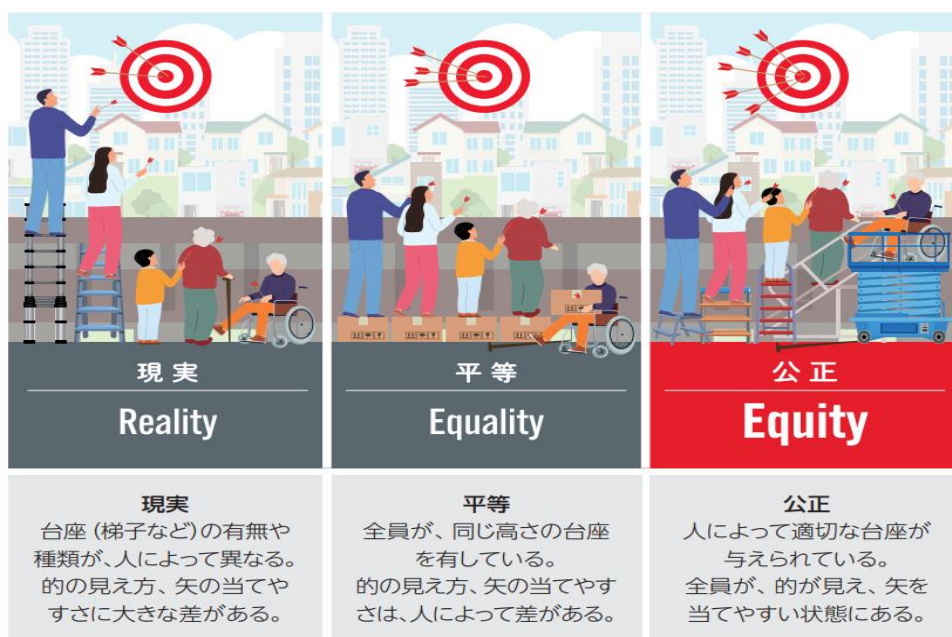 現実
Reality
平等
Equality
公正
Equity
現実
台座（梯子など）の有無や
種類が、人によって異なる。
的の見え方、矢の当てや
すさに大きな差がある。
平等
全員が、同じ高さの台座
を有している。
的の見え方、矢の当てやす
さは、人によって差がある。
公正
人によって適切な台座が
与えられている。
全員が、的が見え、矢を
当てやすい状態にある。